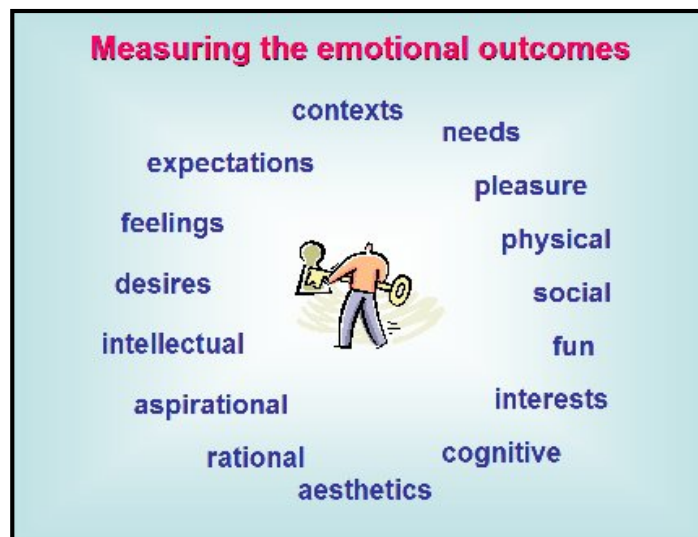 Measuring the emotional outcomes
contexts
needs
expectations
pleasure
feelings
physical
desires
social
intellectual
fun
aspirational
interests
rational
cognitive
aesthetics